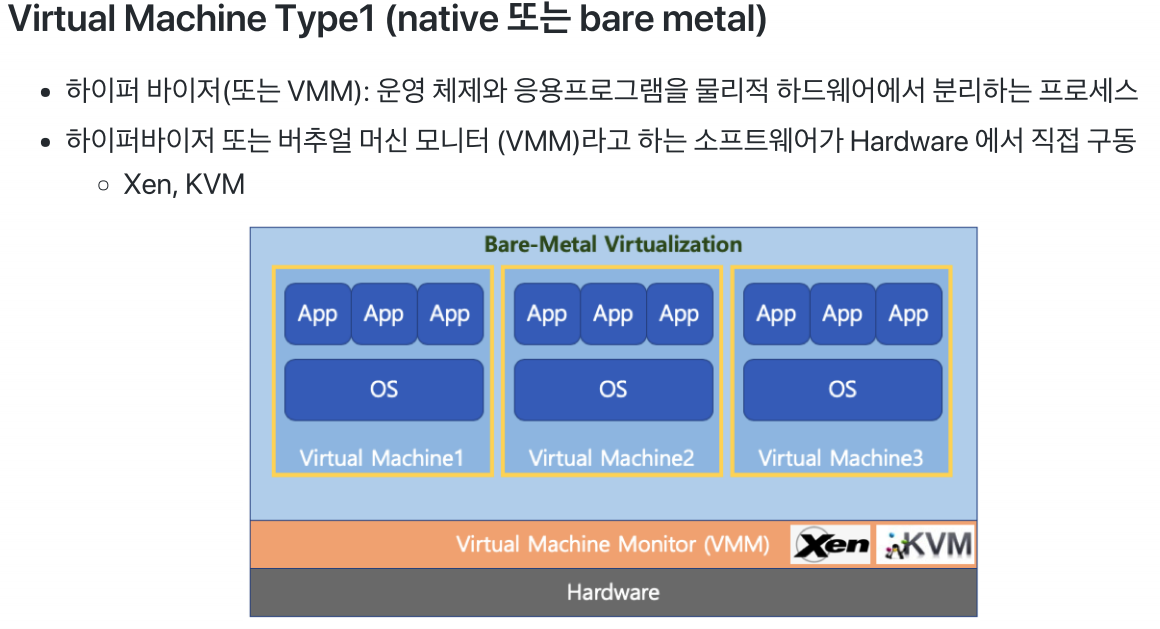 Virtual Machine Type1 (native 또는 bare metal)
하이퍼 바이저(또는 VMM): 운영 체제와 응용프로그램을 물리적 하드웨어에서 분리하는 프로세스
하이퍼바이저 또는 버추얼 머신 모니터 (VMM)라고 하는 소프트웨어가 Hardware 에서 직접 구동
Xen, KVM
Bare-Metal Virtualization
App App App App App App App App App
OS OS OS
Virtual Machine1 Virtual Machine2 Virtual Machine3
Virtual Machine Monitor (VMM) Xen KVM
Hardware